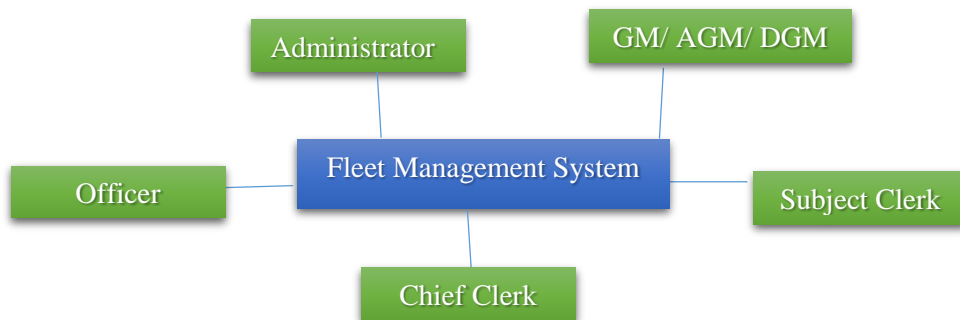 Administrator
GM/ AGM/ DGM
Fleet Management System
Officer
Subject Clerk
Chief Clerk